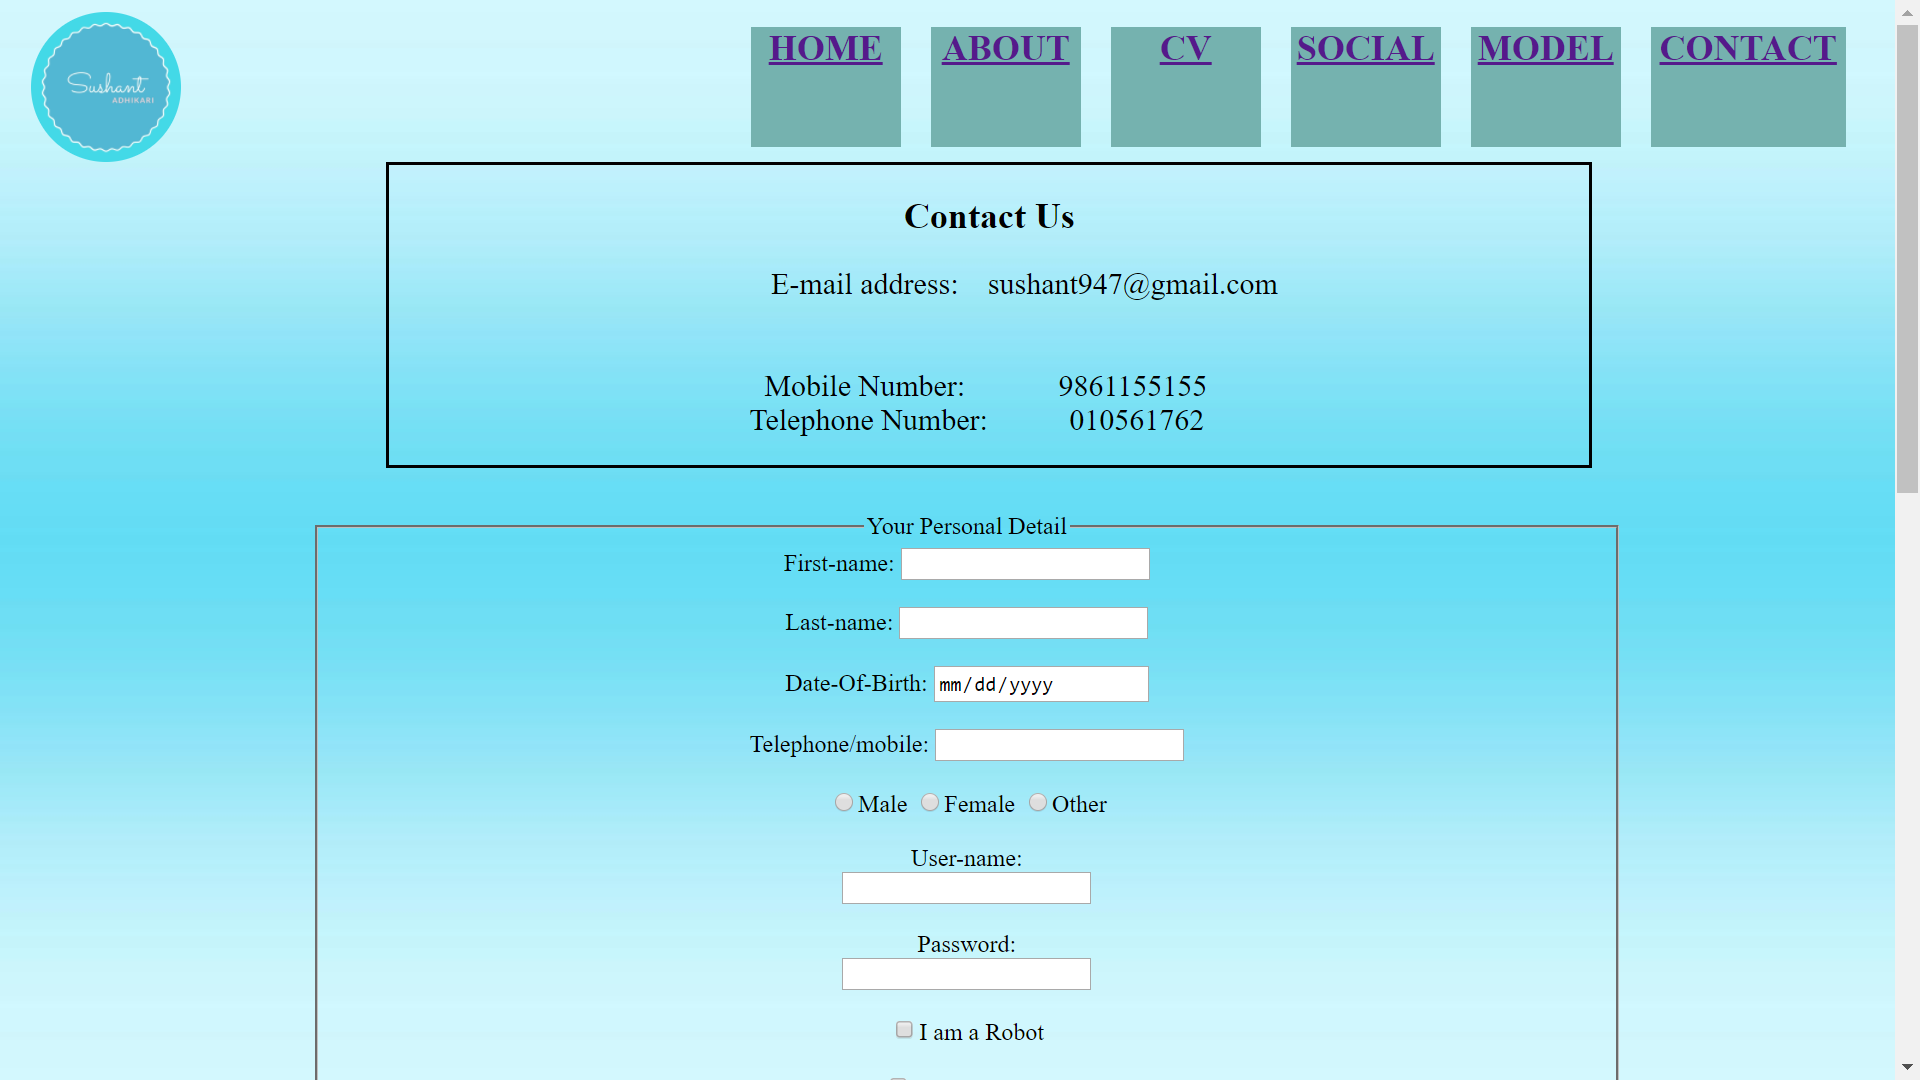 Sushant
ADHIKARI
HOME ABOUT CV SOCIAL MODEL CONTACT
Contact Us
E-mail address: sushant947@gmail.com
Mobile Number: 9861155155
Telephone Number: 010561762
Your Personal Detail
First-name:
Last-name:
Date-Of-Birth: mm/dd/yyyy
Telephone/mobile:
Male Female Other
User-name:
Password:
I am a Robot